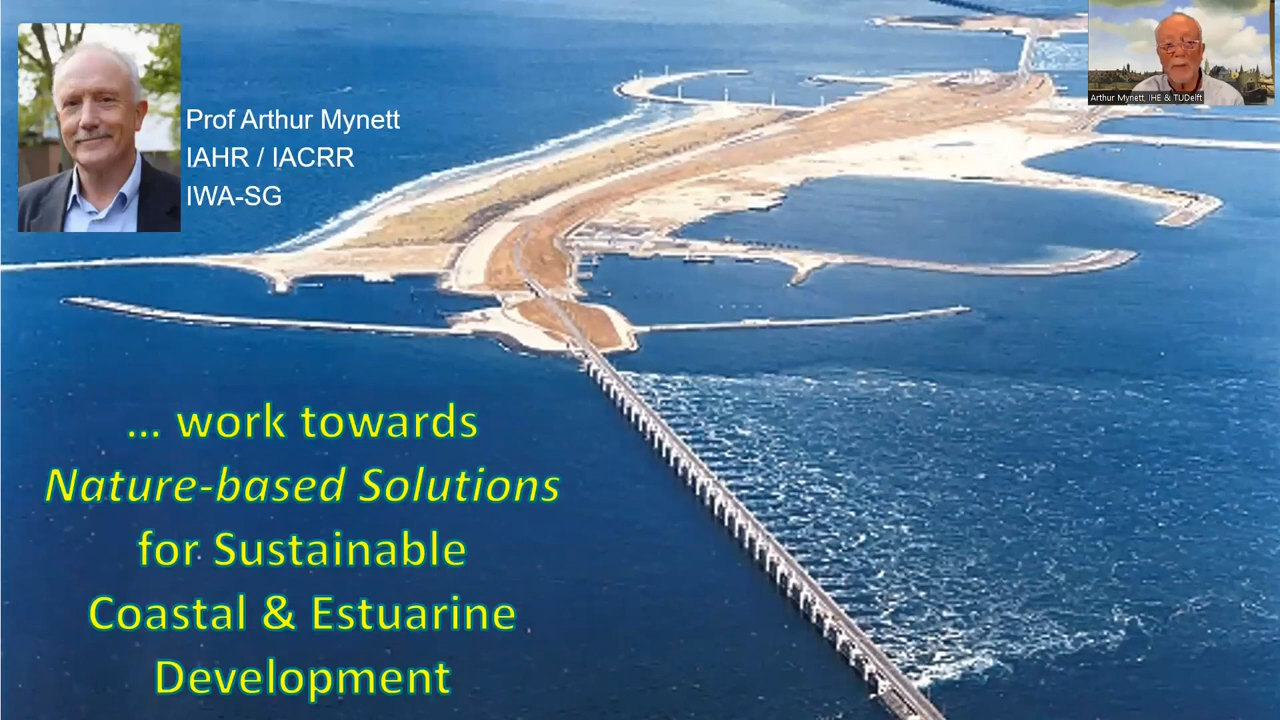 Prof Arthur Mynett
IAHR / IACRR
IWA-SG
Arthur Mynett, IHE & TUDelft
... work towards
Nature-based Solutions
for Sustainable
Coastal & Estuarine
Development